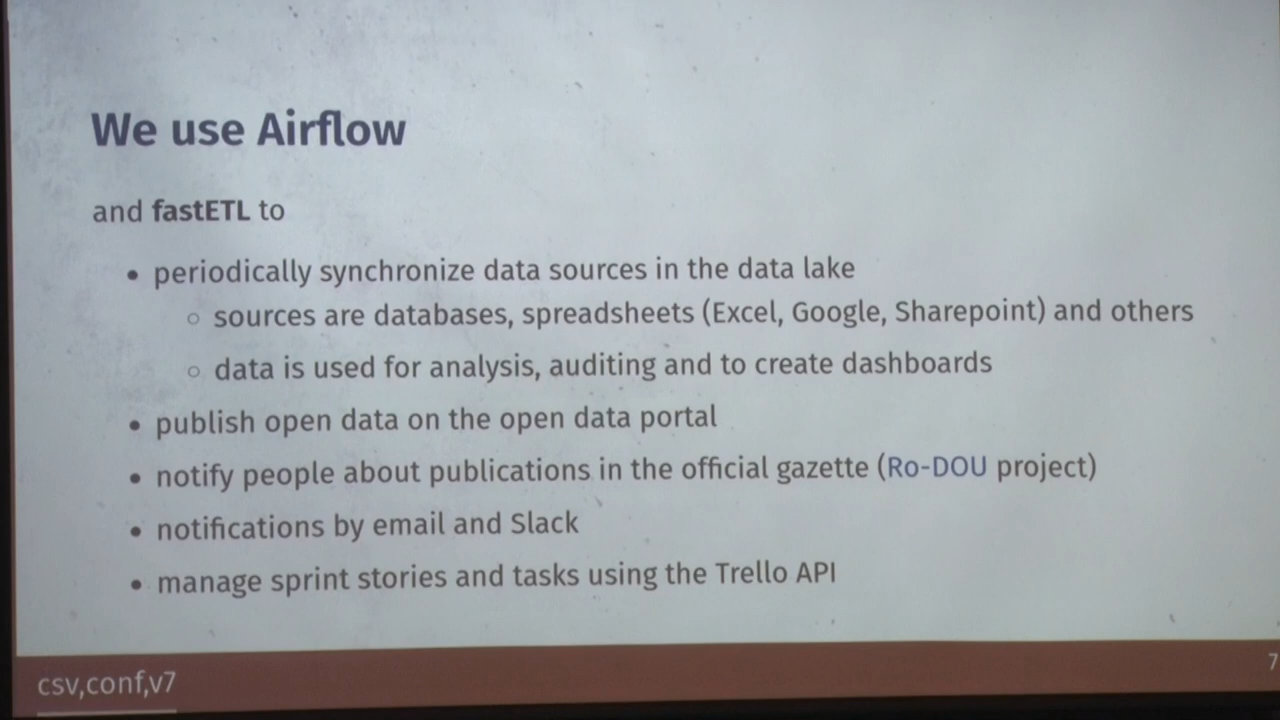 We use Airflow
and fastETL to
• periodically synchronize data sources in the data lake
◦ sources are databases, spreadsheets (Excel, Google, Sharepoint) and others
◦ data is used for analysis, auditing and to create dashboards
• publish open data on the open data portal
• notify people about publications in the official gazette (Ro-DOU project)
• notifications by email and Slack
• manage sprint stories and tasks using the Trello API
csv,conf,v7
7